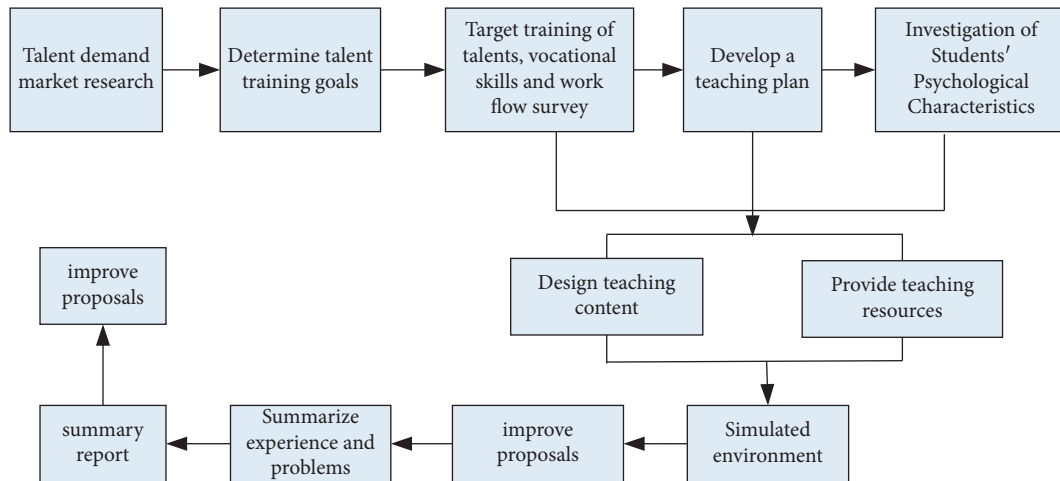 Talent demand
market research
Determine talent
training goals
Target training of
talents, vocational
skills and work
flow survey
Develop a
teaching plan
Investigation of
Students′
Psychological
Characteristics
improve
proposals
Design teaching
content
Provide teaching
resources
summary
report
Summarize
experience and
problems
improve
proposals
Simulated
environment